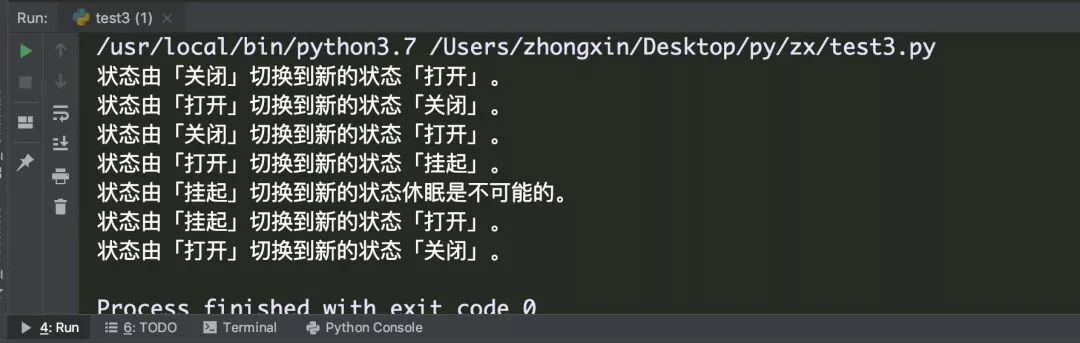 Run: test3 (1)
/usr/local/bin/python3.7 /Users/zhongxin/Desktop/py/zx/test3.py
状态由「关闭」切换到新的状态「打开」。
状态由「打开」切换到新的状态「关闭」。
状态由「关闭」切换到新的状态「打开」。
状态由「打开」切换到新的状态「挂起」。
状态由「挂起」切换到新的状态休眠是不可能的。
状态由「挂起」切换到新的状态「打开」。
状态由「打开」切换到新的状态「关闭」。
Process finished with exit code 0
4: Run 6: TODO Terminal Python Console